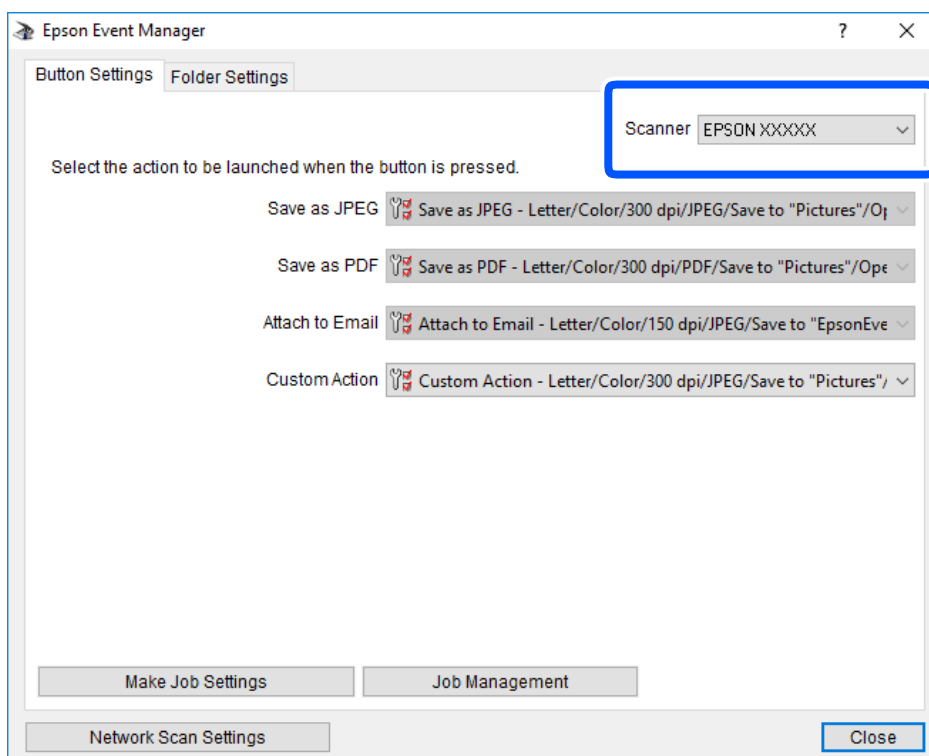 Epson Event Manager
?
Button Settings Folder Settings
Scanner EPSON XXXXX
Select the action to be launched when the button is pressed.
Save as JPEG Save as JPEG - Letter/Color/300 dpi/JPEG/Save to "Pictures"/Op
Save as PDF Save as PDF - Letter/Color/300 dpi/PDF/Save to "Pictures"/Ope
Attach to Email Attach to Email - Letter/Color/150 dpi/JPEG/Save to "EpsonEve
Custom Action Custom Action - Letter/Color/300 dpi/JPEG/Save to "Pictures"/
Make Job Settings Job Management
Network Scan Settings Close